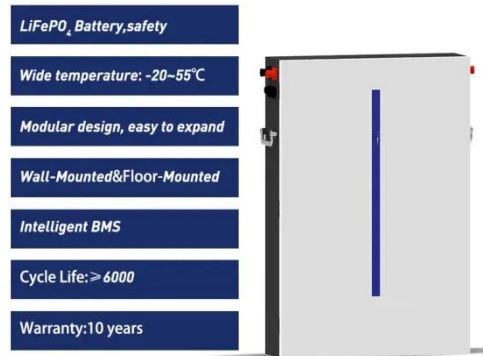 LiFePO₄ Battery,safety
Wide temperature: -20~55℃
Modular design, easy to expand
Wall-Mounted&Floor-Mounted
Intelligent BMS
Cycle Life:≥6000
Warranty:10 years